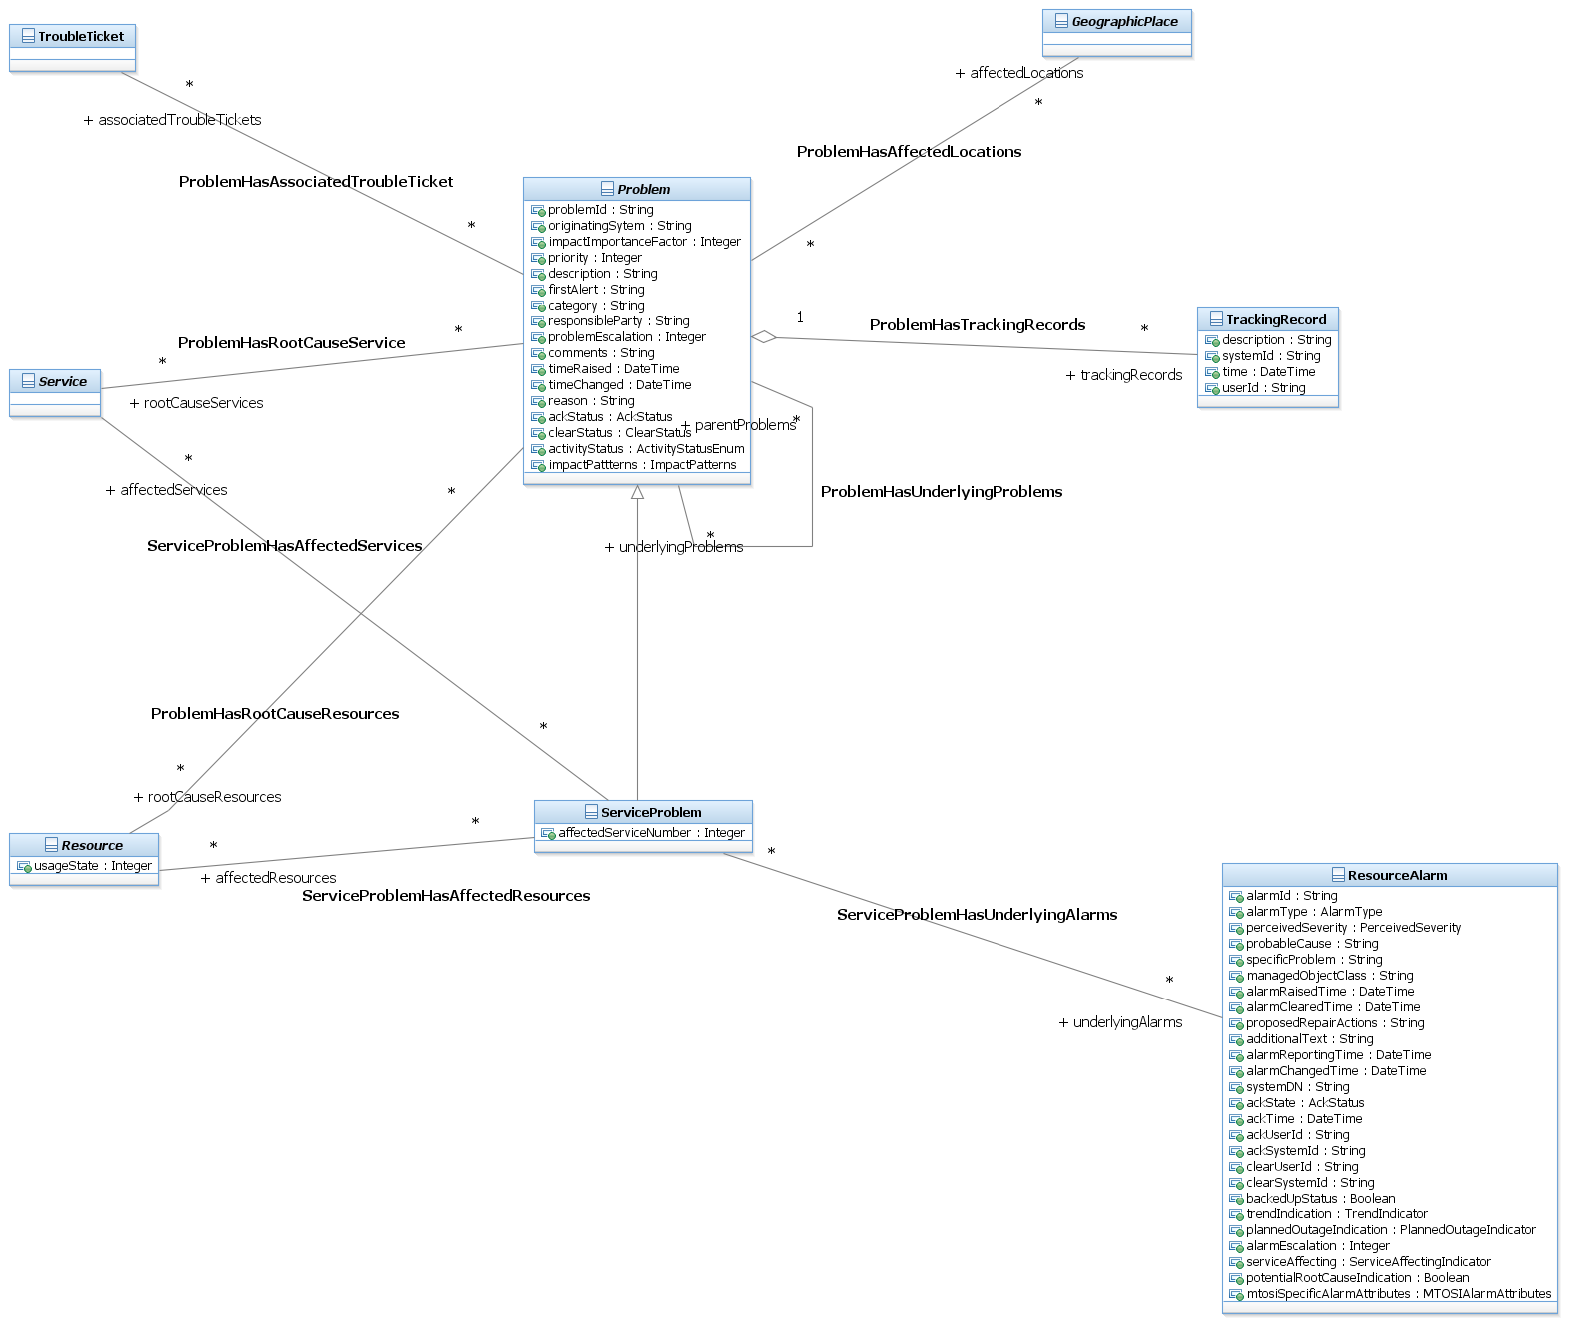 TroubleTicket
GeographicPlace
+ affectedLocations
*
*
+ associatedTroubleTickets
ProblemHasAffectedLocations
ProblemHasAssociatedTroubleTicket
*
*
Problem
problemId : String
originatingSytem : String
impactImportanceFactor : Integer
priority : Integer
description : String
firstAlert : String
category : String
responsibleParty : String
problemEscalation : Integer
comments : String
timeRaised : DateTime
timeChanged : DateTime
reason : String
ackStatus : AckStatus
clearStatus : ClearStatus
activityStatus : ActivityStatusEnum
impactPattterns : ImpactPatterns
1
ProblemHasTrackingRecords
*
+ trackingRecords
TrackingRecord
description : String
systemId : String
time : DateTime
userId : String
*
ProblemHasRootCauseService
*
Service
+ rootCauseServices
+ parentProblems
*
*
+ affectedServices
*
ProblemHasUnderlyingProblems
*
+ underlyingProblems
ServiceProblemHasAffectedServices
ProblemHasRootCauseResources
*
*
+ rootCauseResources
ServiceProblem
affectedServiceNumber : Integer
Resource
usageState : Integer
*
*
+ affectedResources
ServiceProblemHasAffectedResources
*
ServiceProblemHasUnderlyingAlarms
*
+ underlyingAlarms
ResourceAlarm
alarmId : String
alarmType : AlarmType
perceivedSeverity : PerceivedSeverity
probableCause : String
specificProblem : String
managedObjectClass : String
alarmRaisedTime : DateTime
alarmClearedTime : DateTime
proposedRepairActions : String
additionalText : String
alarmReportingTime : DateTime
alarmChangedTime : DateTime
systemDN : String
ackState : AckStatus
ackTime : DateTime
ackUserId : String
ackSystemId : String
clearUserId : String
clearSystemId : String
backedUpStatus : Boolean
trendIndication : TrendIndicator
plannedOutageIndication : PlannedOutageIndicator
alarmEscalation : Integer
serviceAffecting : ServiceAffectingIndicator
potentialRootCauseIndication : Boolean
mtosiSpecificAlarmAttributes : MTOSIAlarmAttributes